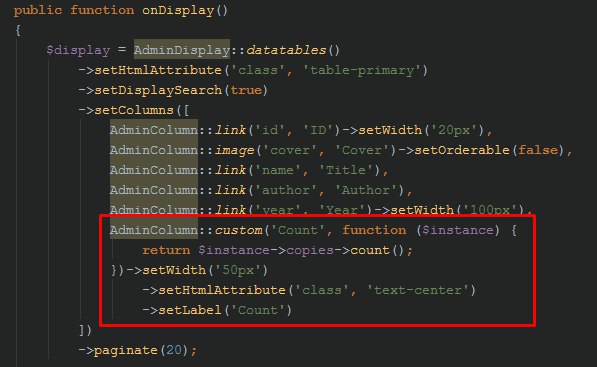 public function onDisplay()
{
    $display = AdminDisplay::datatables()
        ->setHtmlAttribute('class', 'table-primary')
        ->setDisplaySearch(true)
        ->setColumns([
            AdminColumn::link('id', 'ID')->setWidth('20px'),
            AdminColumn::image('cover', 'Cover')->setOrderable(false),
            AdminColumn::link('name', 'Title'),
            AdminColumn::link('author', 'Author'),
            AdminColumn::link('year', 'Year')->setWidth('100px'),
            AdminColumn::custom('Count', function ($instance) {
                return $instance->copies->count();
            })->setWidth('50px')
                ->setHtmlAttribute('class', 'text-center')
                ->setLabel('Count')
        ])
        ->paginate(20);